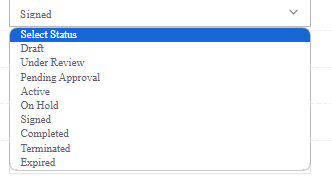 Signed
Select Status
Draft
Under Review
Pending Approval
Active
On Hold
Signed
Completed
Terminated
Expired